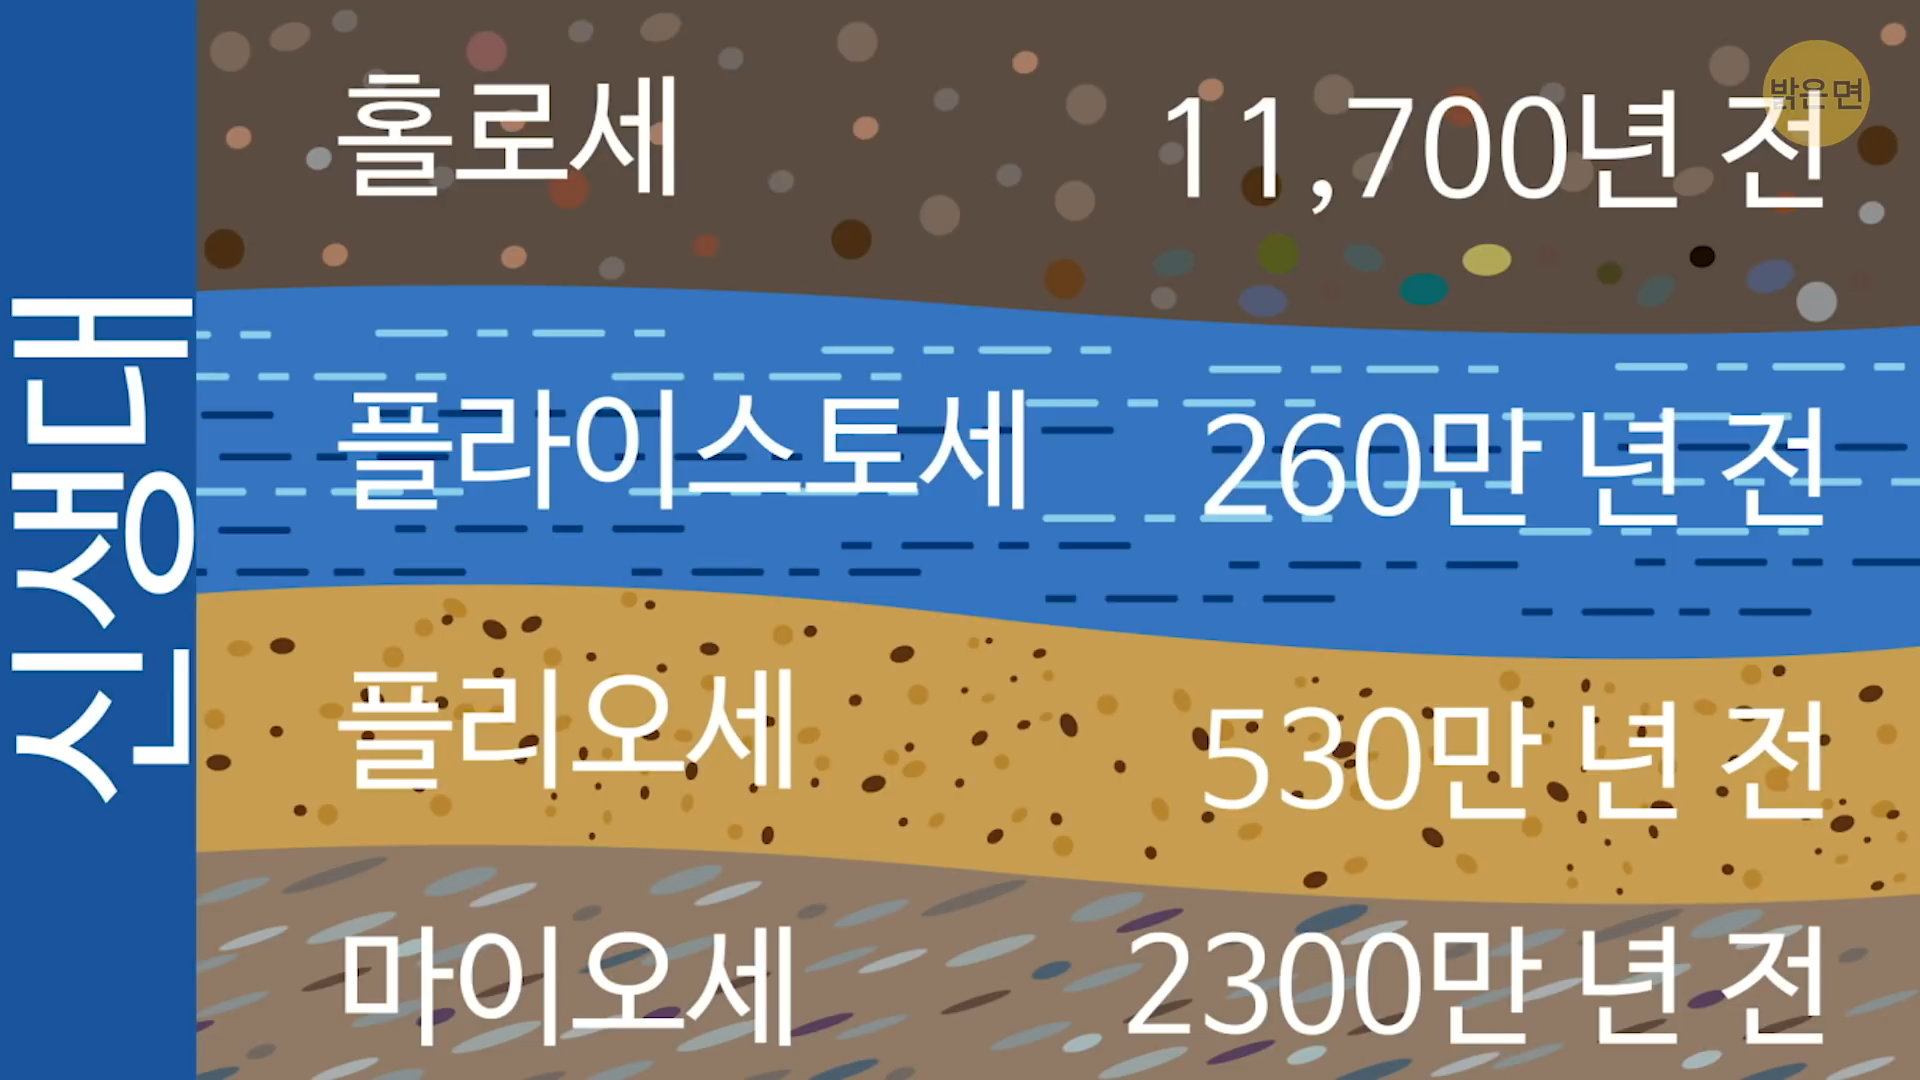 신생대
홀로세 11,700년 전
밝은면
플라이스토세 260만 년 전
플리오세 530만 년 전
마이오세 2300만 년 전